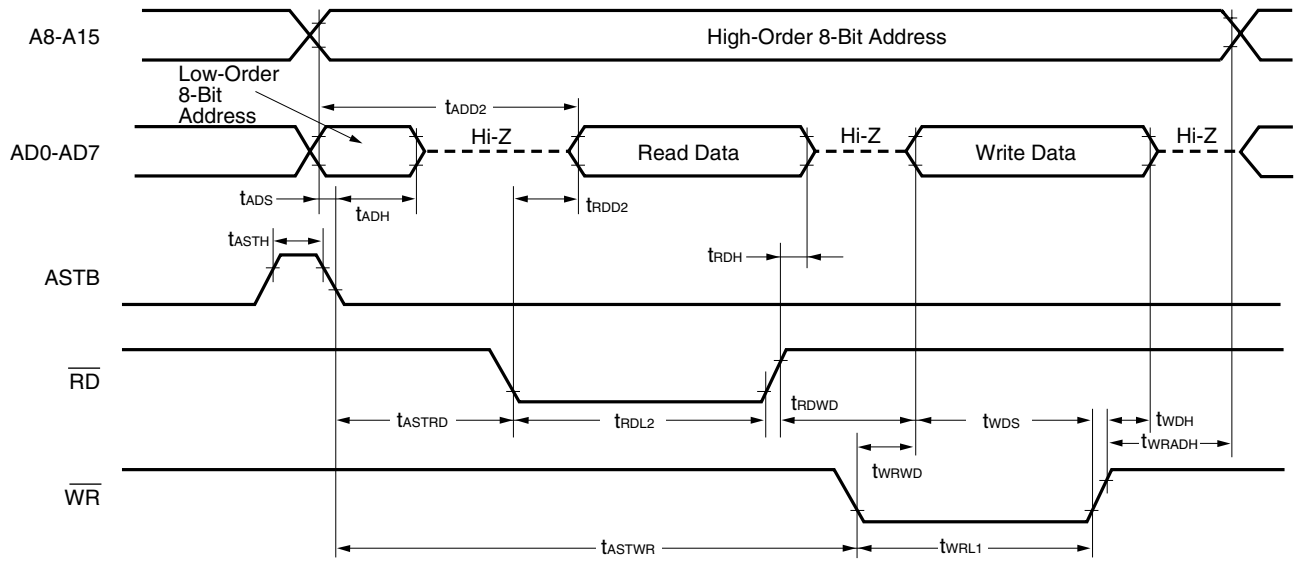 A8-A15
High-Order 8-Bit Address
Low-Order
8-Bit
Address
tADD2
AD0-AD7
Hi-Z
Read Data
Hi-Z
Write Data
Hi-Z
tADS
tADH
tRDD2
tASTH
tRDH
ASTB
RD
tASTRD
tRDL2
tRDWD
tWDS
tWDH
tWRADH
tWRWD
WR
tASTWR
tWRL1